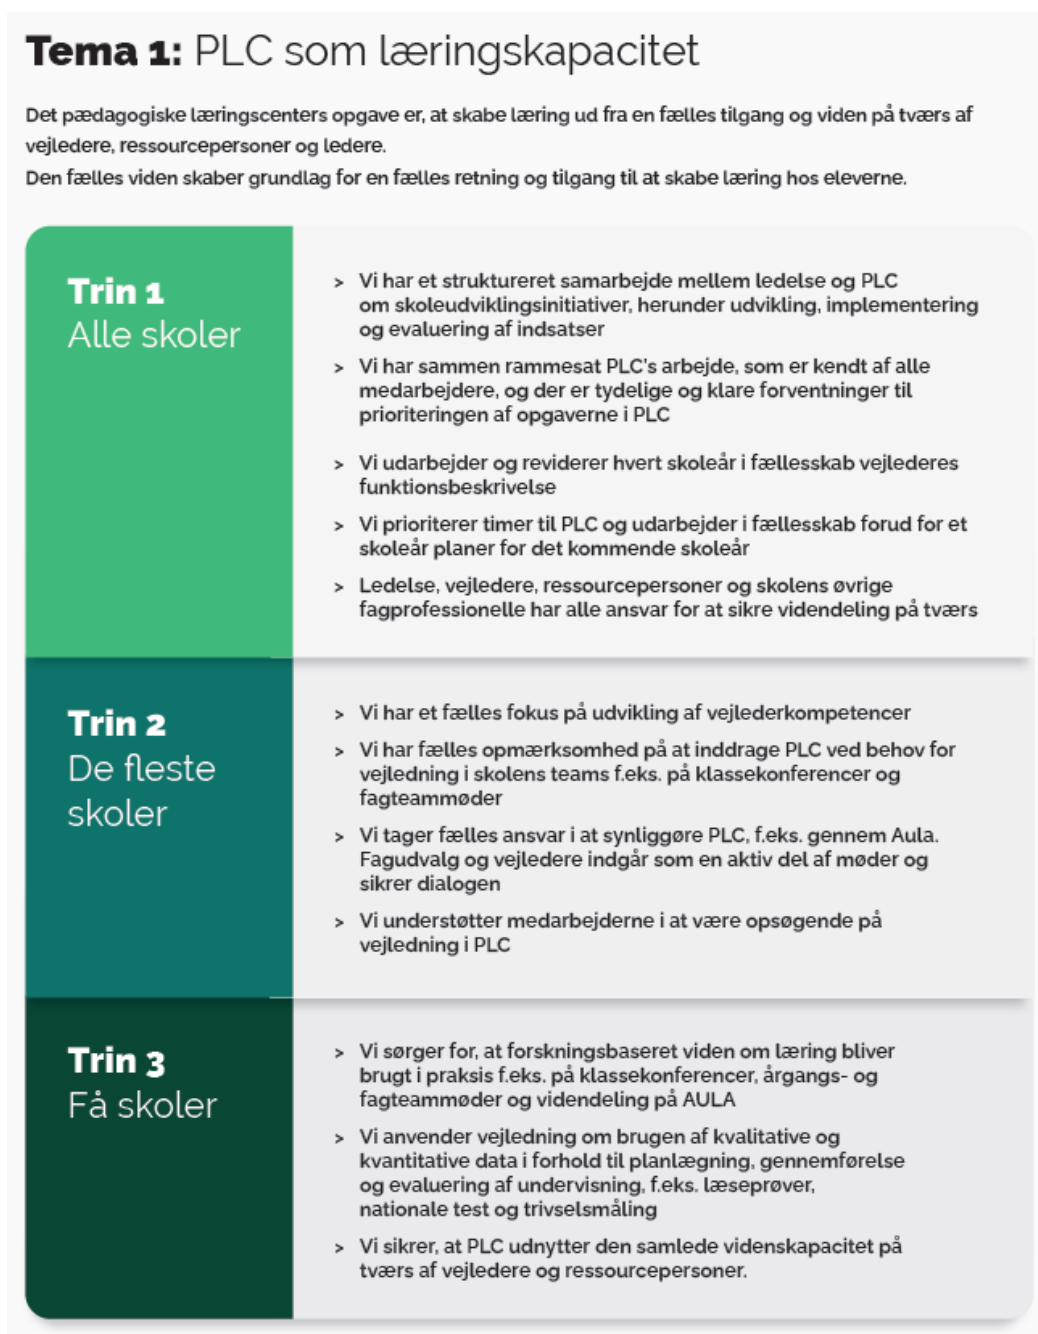 Tema 1: PLC som læringskapacitet
Det pædagogiske læringscenters opgave er, at skabe læring ud fra en fælles tilgang og viden på tværs af
vejledere, ressourcepersoner og ledere.
Den fælles viden skaber grundlag for en fælles retning og tilgang til at skabe læring hos eleverne.
Trin 1
Alle skoler
> Vi har et struktureret samarbejde mellem ledelse og PLC
om skoleudviklingsinitiativer, herunder udvikling, implementering
og evaluering af indsatser
> Vi har sammen rammesat PLC's arbejde, som er kendt af alle
medarbejdere, og der er tydelige og klare forventninger til
prioriteringen af opgaverne i PLC
> Vi udarbejder og reviderer hvert skoleår i fællesskab vejlederes
funktionsbeskrivelse
> Vi prioriterer timer til PLC og udarbejder i fællesskab forud for et
skoleår planer for det kommende skoleår
> Ledelse, vejledere, ressourcepersoner og skolens øvrige
fagprofessionelle har alle ansvar for at sikre videndeling på tværs
Trin 2
De fleste
skoler
> Vi har et fælles fokus på udvikling af vejlederkompetencer
> Vi har fælles opmærksomhed på at inddrage PLC ved behov for
vejledning i skolens teams f.eks. på klassekonferencer og
fagteammøder
> Vi tager fælles ansvar i at synliggøre PLC, f.eks. gennem Aula.
Fagudvalg og vejledere indgår som en aktiv del af møder og
sikrer dialogen
> Vi understøtter medarbejderne i at være opsøgende på
vejledning i PLC
Trin 3
Få skoler
> Vi sørger for, at forskningsbaseret viden om læring bliver
brugt i praksis f.eks. på klassekonferencer, årgangs- og
fagteammøder og videndeling på AULA
> Vi anvender vejledning om brugen af kvalitative og
kvantitative data i forhold til planlægning, gennemførelse
og evaluering af undervisning, f.eks. læseprøver,
nationale test og trivselsmåling
> Vi sikrer, at PLC udnytter den samlede videnskapacitet på
tværs af vejledere og ressourcepersoner.